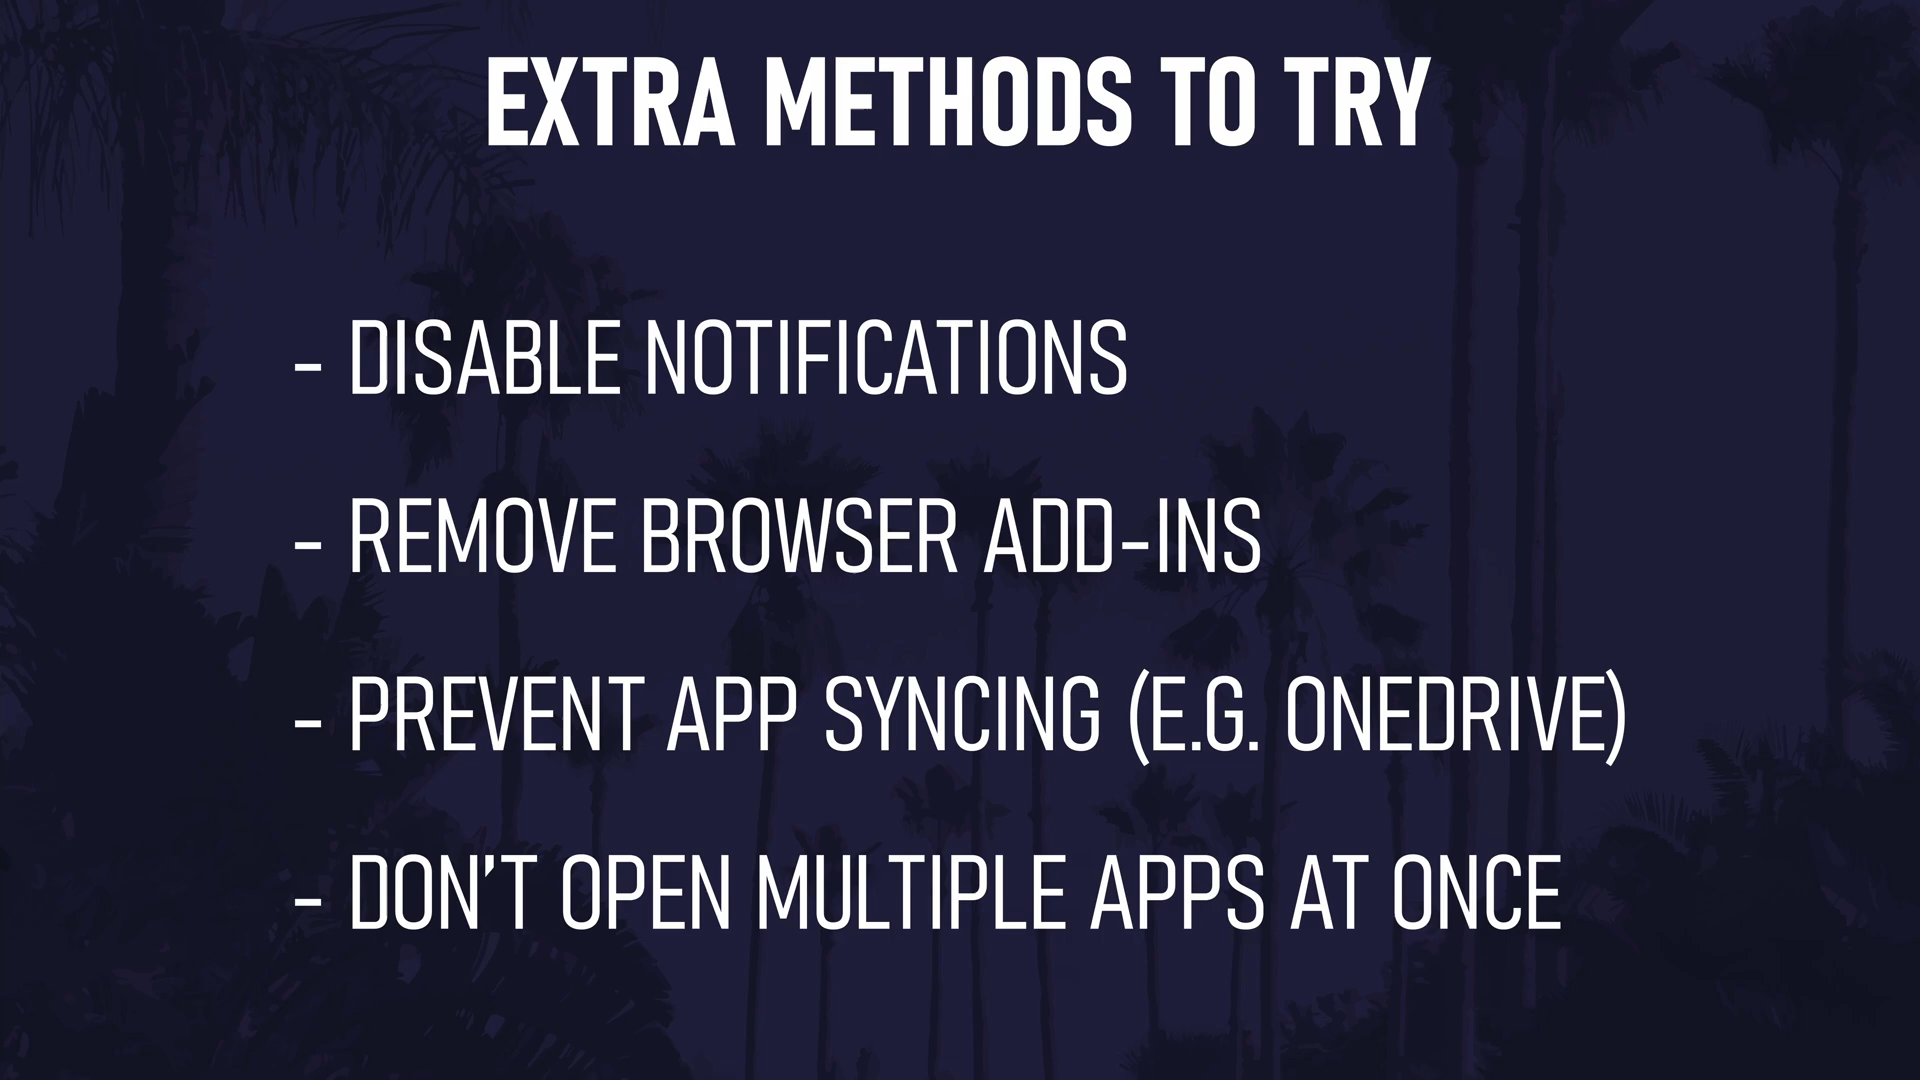 EXTRA METHODS TO TRY
- DISABLE NOTIFICATIONS
- REMOVE BROWSER ADD-INS
- PREVENT APP SYNCING (E.G. ONEDRIVE)
- DON'T OPEN MULTIPLE APPS AT ONCE